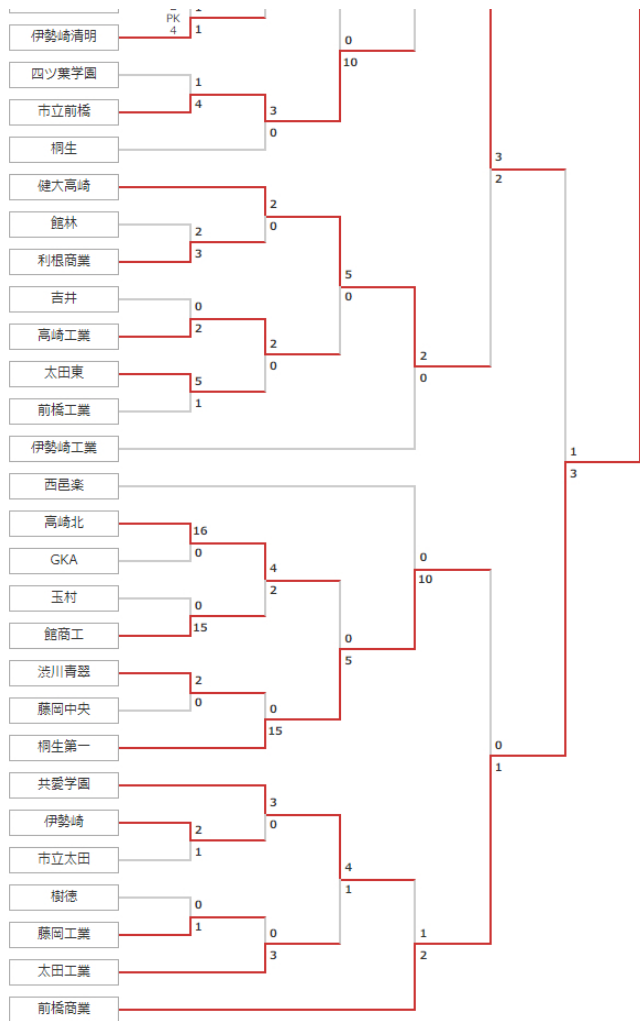 PK
4
1
伊勢崎清明
0
10
四ツ葉学園
1
4
市立前橋
3
0
桐生
3
2
健大高崎
2
0
館林
2
3
利根商業
5
0
吉井
0
2
高崎工業
2
0
太田東
5
1
前橋工業
2
0
伊勢崎工業
1
3
西邑楽
高崎北
16
0
GKA
4
2
0
10
玉村
0
15
館商工
0
5
渋川青翠
2
0
藤岡中央
0
15
桐生第一
0
1
共愛学園
3
0
伊勢崎
2
1
市立太田
4
1
樹徳
0
1
藤岡工業
0
3
1
2
太田工業
前橋商業